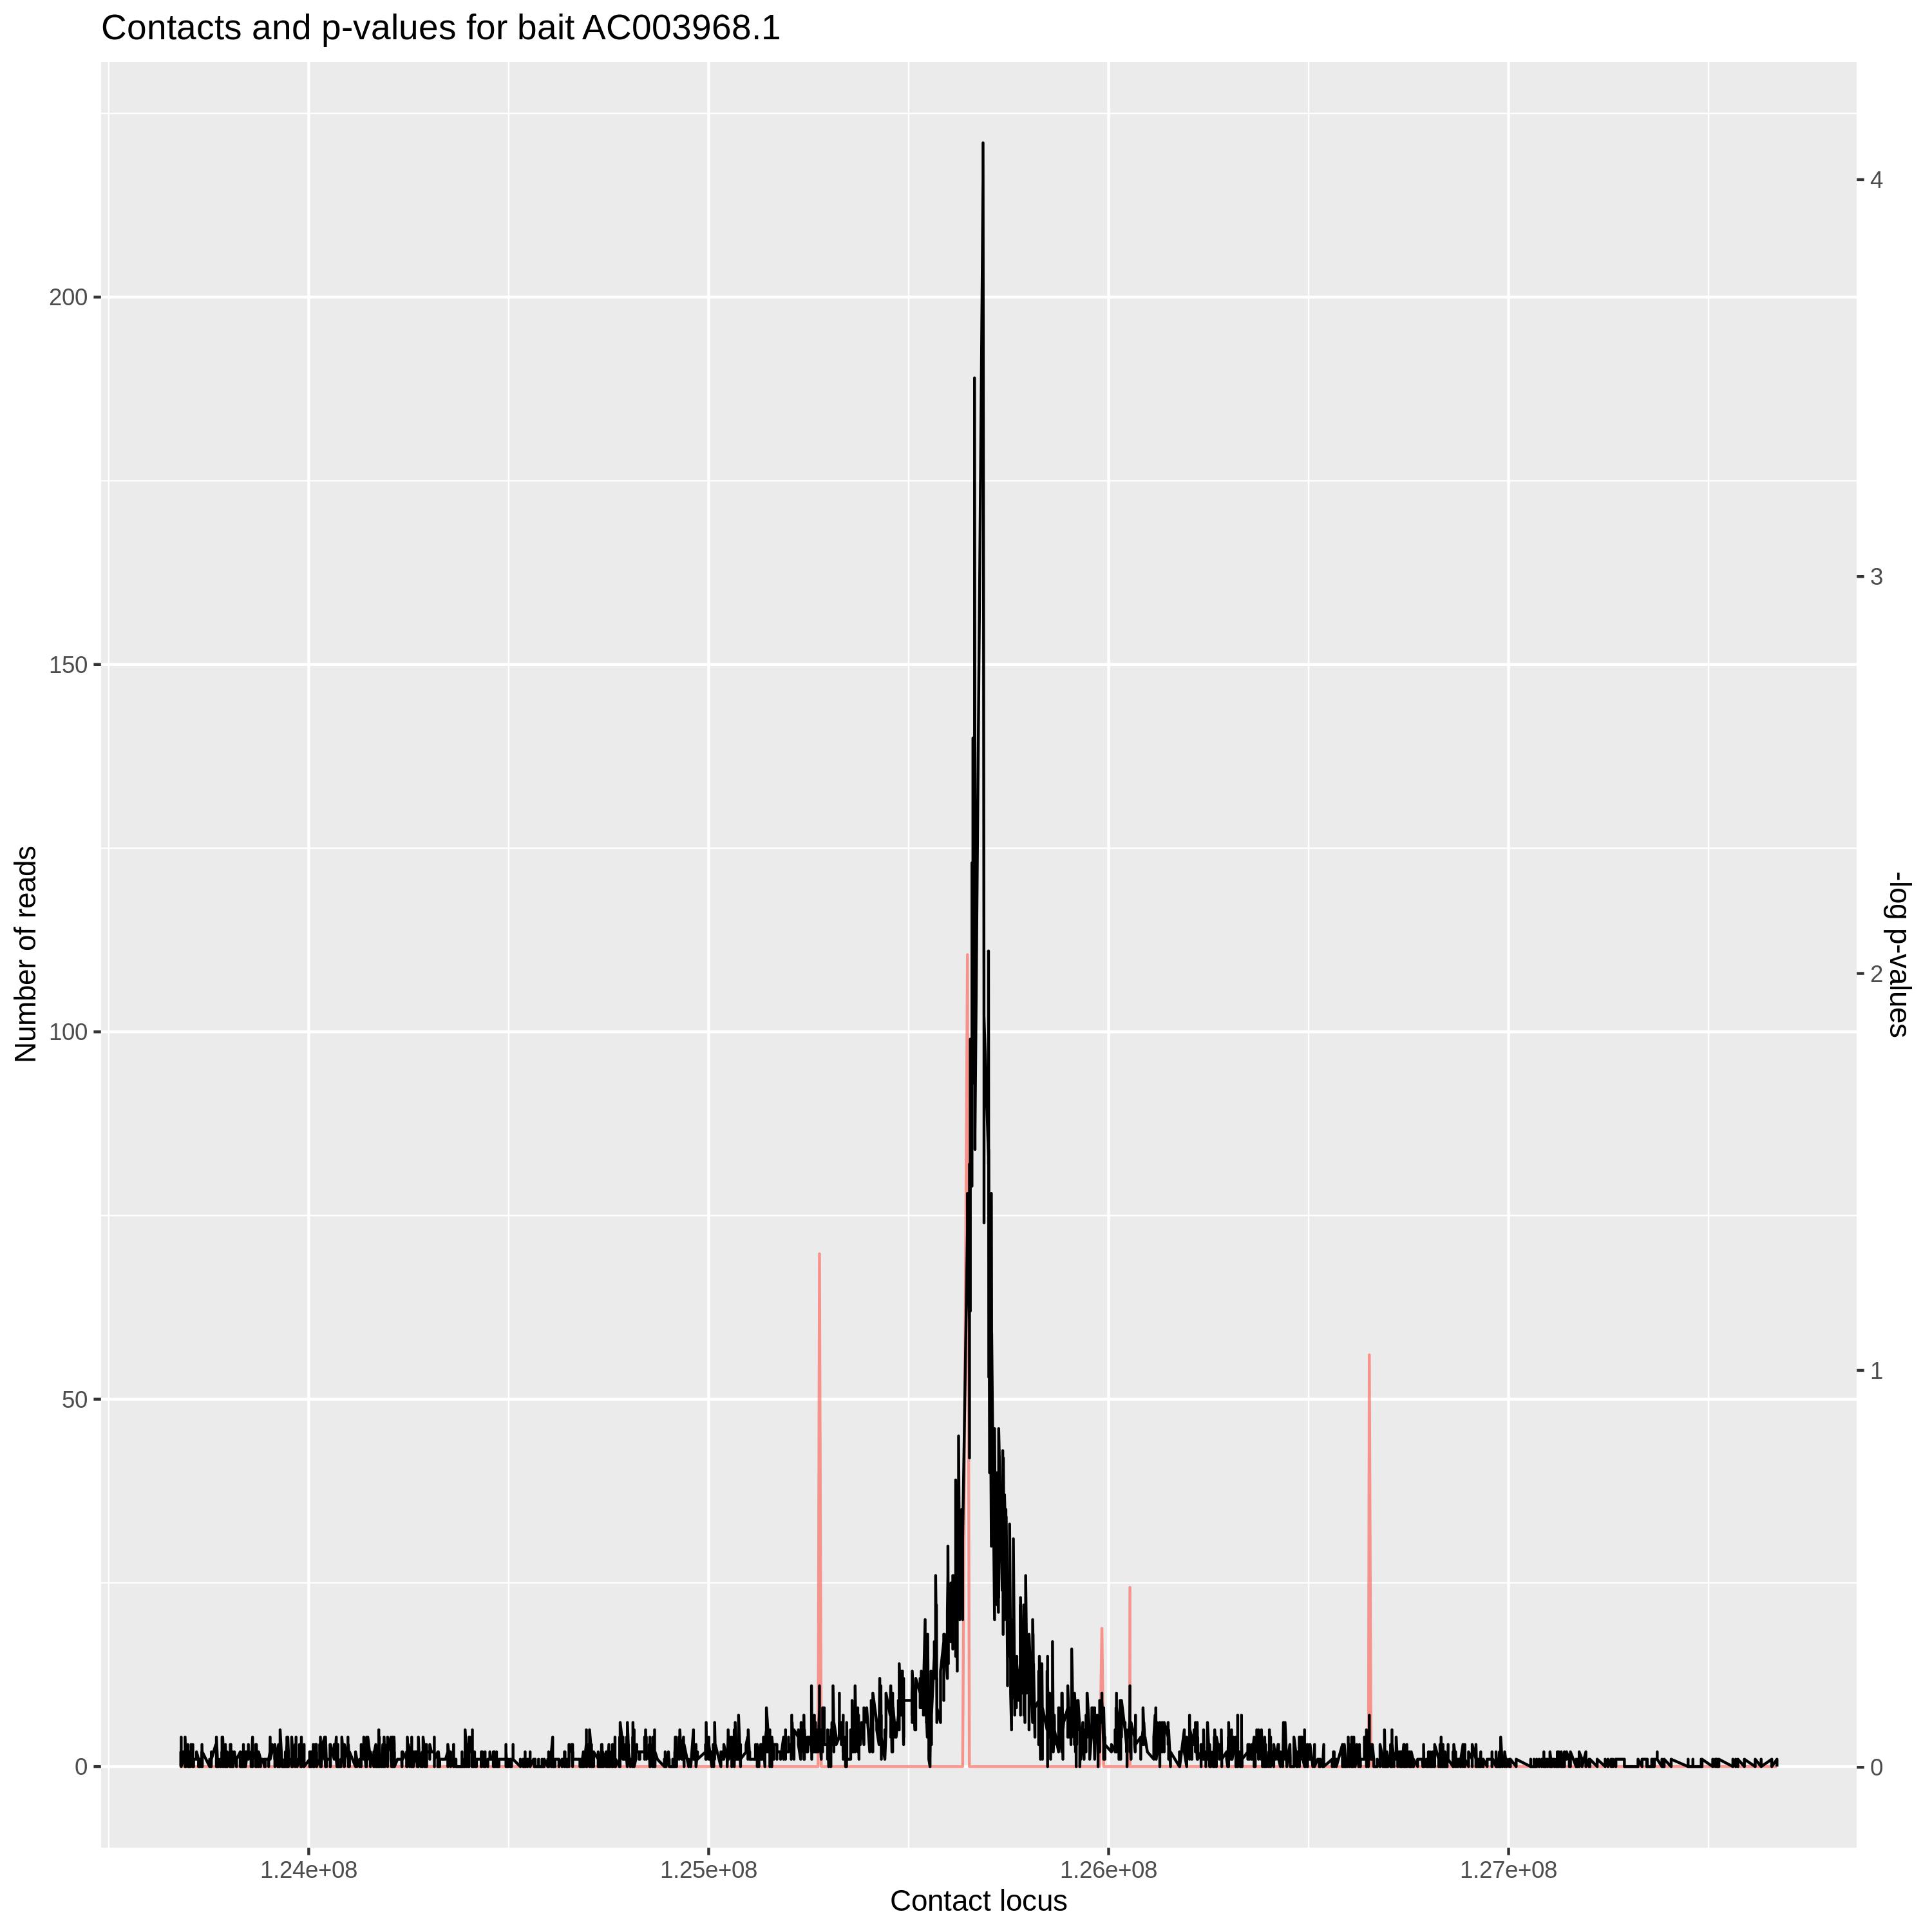 Contacts and p-values for bait AC003968.1
Number of reads
200
150
100
50
0
4
3
2
1
0
-log p-values
1.24e+08
1.25e+08
1.26e+08
1.27e+08
Contact locus